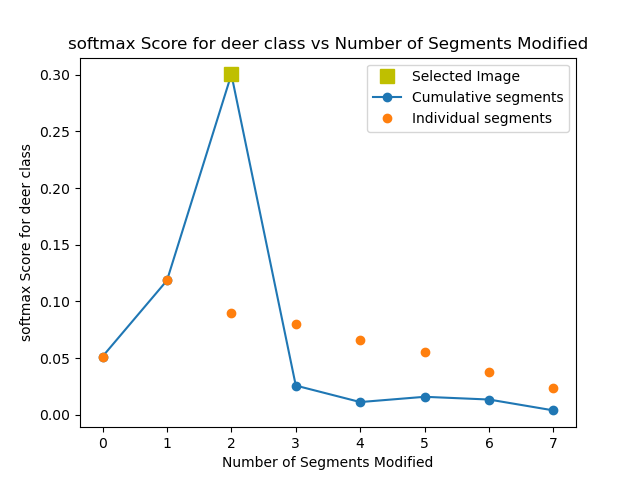 softmax Score for deer class vs Number of Segments Modified
Selected Image
Cumulative segments
Individual segments
softmax Score for deer class
0.30
0.25
0.20
0.15
0.10
0.05
0.00
0 1 2 3 4 5 6 7
Number of Segments Modified